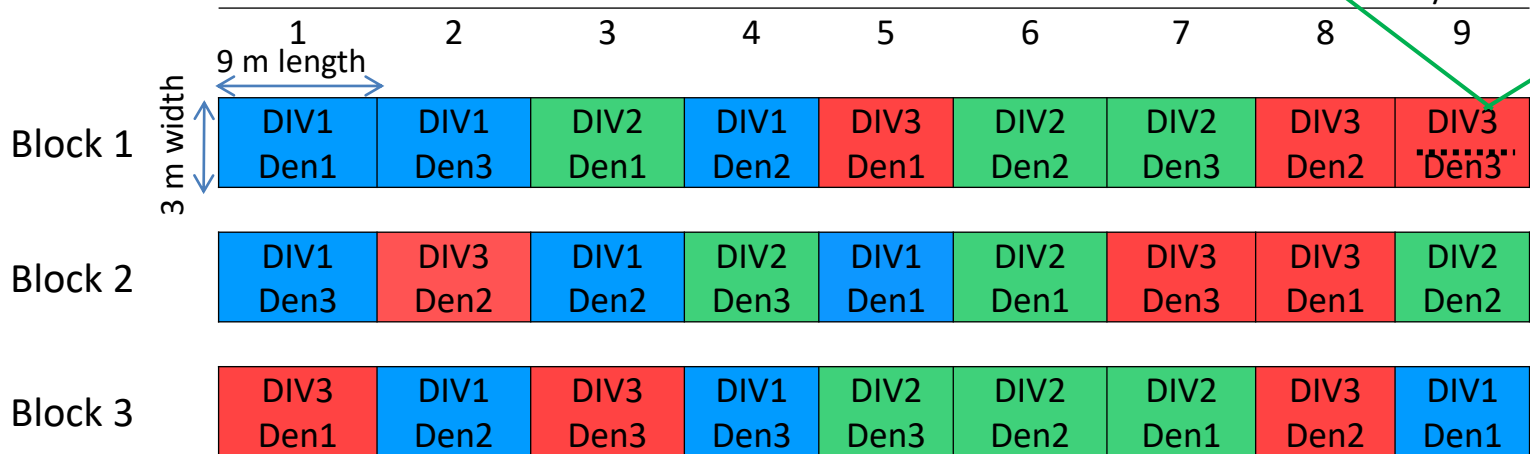 1 2 3 4 5 6 7 8 9
9 m length
3 m width
Block 1
DIV1 DIV1 DIV2 DIV1 DIV3 DIV2 DIV2 DIV3 DIV3
Den1 Den3 Den1 Den2 Den1 Den2 Den3 Den2 Den3
Block 2
DIV1 DIV3 DIV1 DIV2 DIV1 DIV2 DIV3 DIV3 DIV2
Den3 Den2 Den2 Den3 Den1 Den1 Den3 Den1 Den2
Block 3
DIV3 DIV1 DIV3 DIV1 DIV2 DIV2 DIV2 DIV3 DIV1
Den1 Den2 Den3 Den3 Den3 Den2 Den1 Den2 Den1